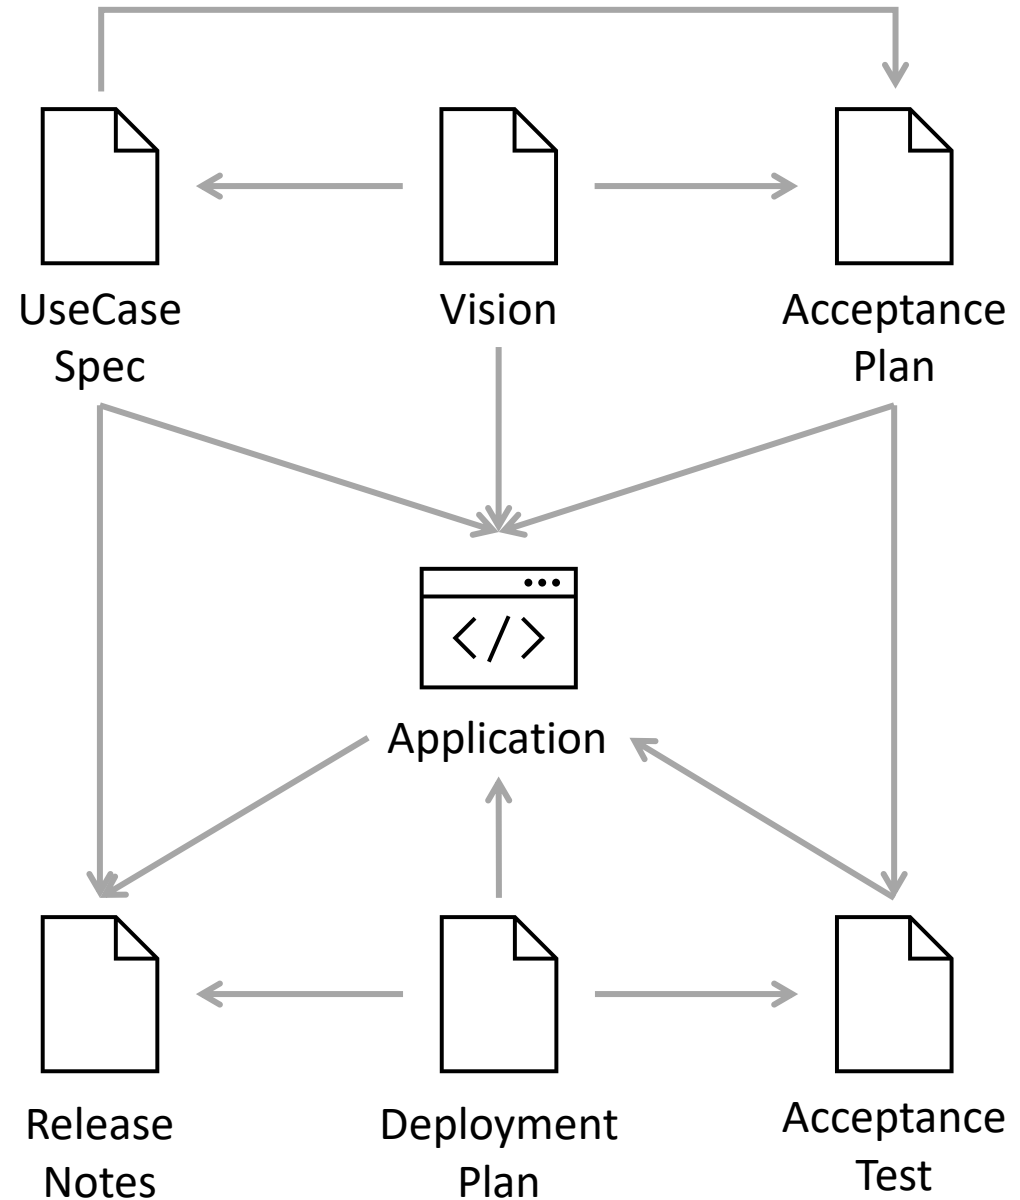 UseCase
Spec
Vision
Acceptance
Plan
</>
Application
Release
Notes
Deployment
Plan
Acceptance
Test